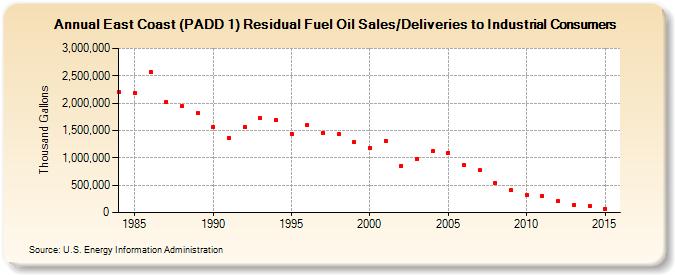 Annual East Coast (PADD 1) Residual Fuel Oil Sales/Deliveries to Industrial Consumers
Thousand Gallons
3,000,000
2,500,000
2,000,000
1,500,000
1,000,000
500,000
0
1985 1990 1995 2000 2005 2010 2015
Source: U.S. Energy Information Administration